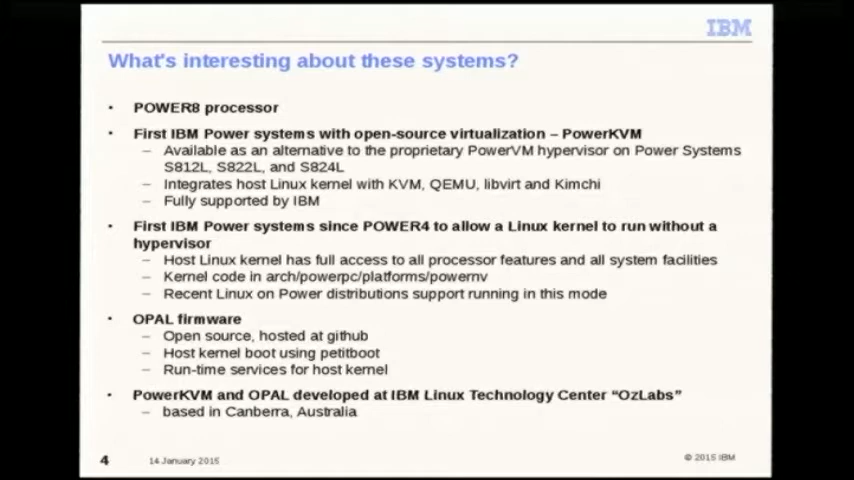 IBM
What's interesting about these systems?
• POWER8 processor
• First IBM Power systems with open-source virtualization – PowerKVM
– Available as an alternative to the proprietary PowerVM hypervisor on Power Systems
S812L, S822L, and S824L
– Integrates host Linux kernel with KVM, QEMU, libvirt and Kimchi
– Fully supported by IBM
• First IBM Power systems since POWER4 to allow a Linux kernel to run without a
hypervisor
– Host Linux kernel has full access to all processor features and all system facilities
– Kernel code in arch/powerpc/platforms/powernv
– Recent Linux on Power distributions support running in this mode
• OPAL firmware
– Open source, hosted at github
– Host kernel boot using petitboot
– Run-time services for host kernel
• PowerKVM and OPAL developed at IBM Linux Technology Center “OzLabs”
– based in Canberra, Australia
4 14 January 2015 © 2015 IBM